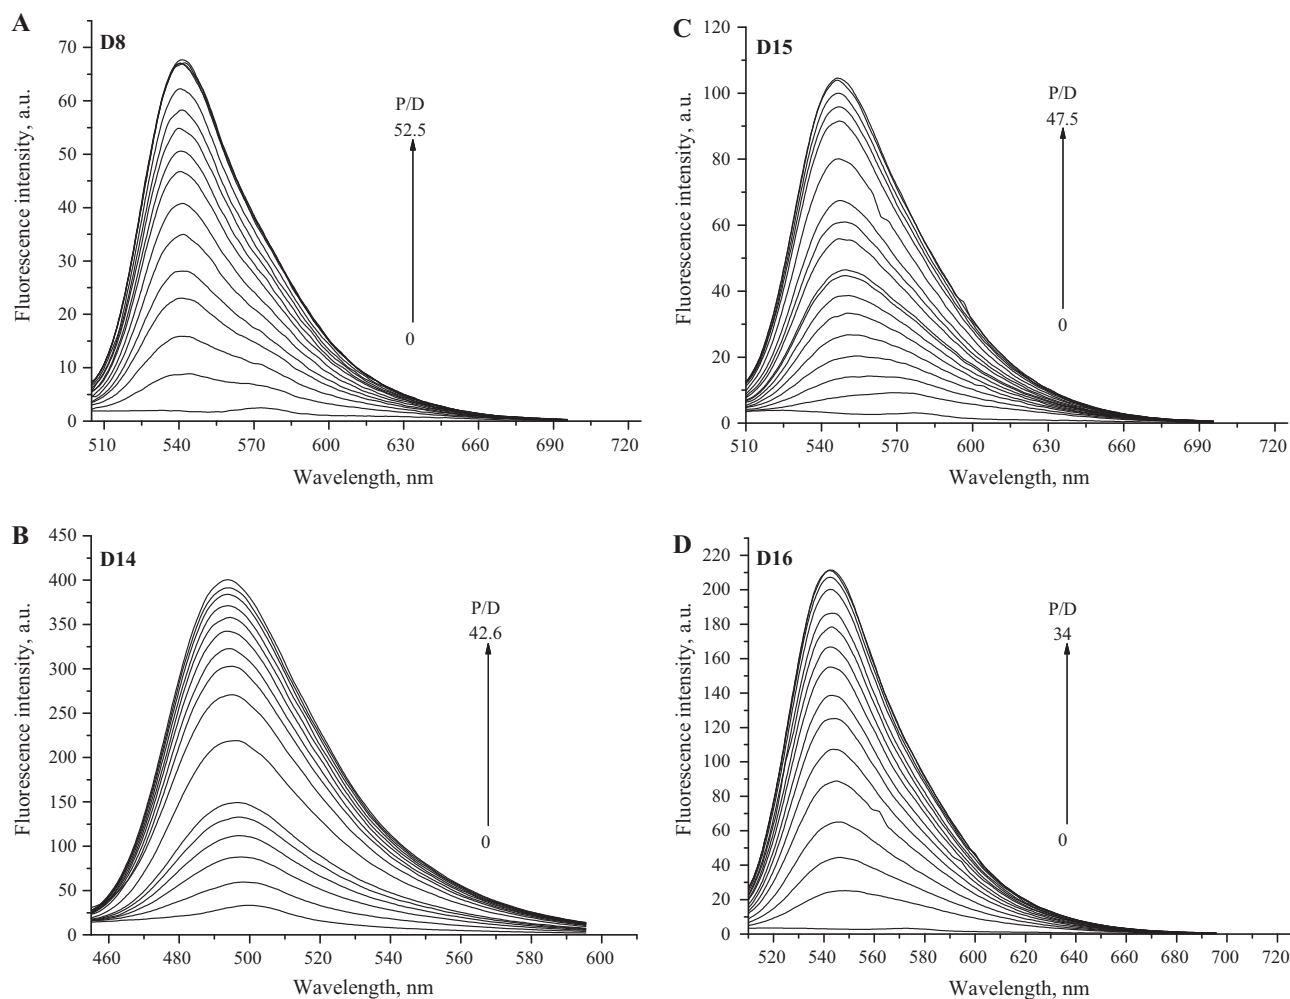 A
D8
70
60
50
40
30
20
10
0
Fluorescence intensity, a.u.
P/D
52.5
0
510 540 570 600 630 660 690 720
Wavelength, nm
C
D15
120
100
80
60
40
20
0
Fluorescence intensity, a.u.
P/D
47.5
0
510 540 570 600 630 660 690 720
Wavelength, nm
B
D14
450
400
350
300
250
200
150
100
50
0
Fluorescence intensity, a.u.
P/D
42.6
0
460 480 500 520 540 560 580 600
Wavelength, nm
D
D16
220
200
180
160
140
120
100
80
60
40
20
0
Fluorescence intensity, a.u.
P/D
34
0
520 540 560 580 600 620 640 660 680 700 720
Wavelength, nm